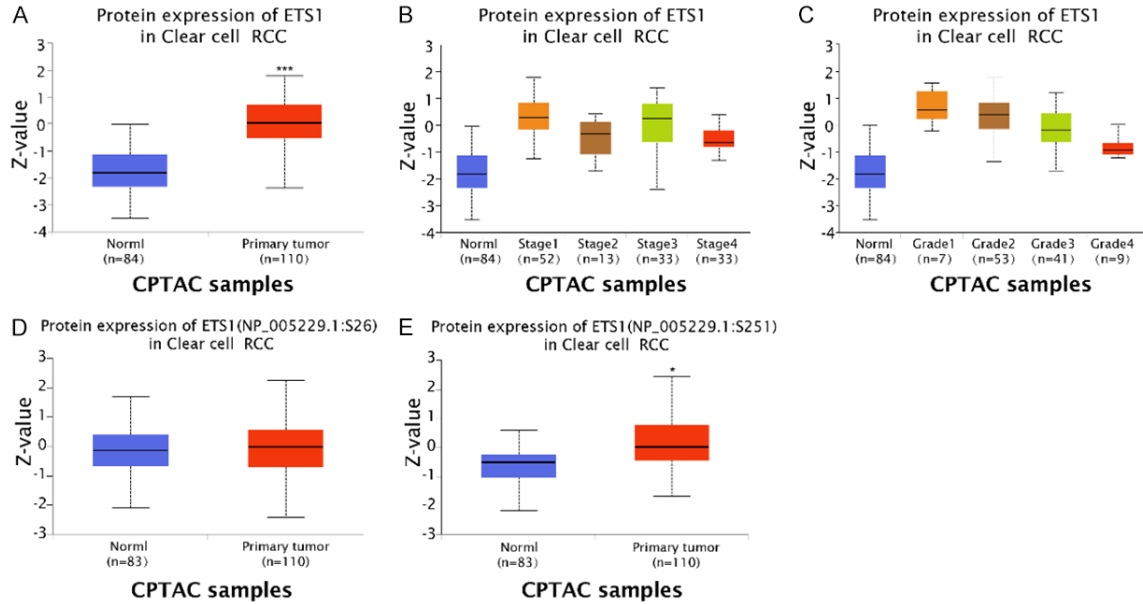 A
Protein expression of ETS1
in Clear cell RCC
Z-value
3
2
1
0
-1
-2
-3
-4
***
Norml
(n=84)
Primary tumor
(n=110)
CPTAC samples
B
Protein expression of ETS1
in Clear cell RCC
Z-value
3
2
1
0
-1
-2
-3
-4
Norml
(n=84)
Stage1
(n=52)
Stage2
(n=13)
Stage3
(n=33)
Stage4
(n=33)
CPTAC samples
C
Protein expression of ETS1
in Clear cell RCC
Z-value
3
2
1
0
-1
-2
-3
-4
Norml
(n=84)
Grade1
(n=7)
Grade2
(n=53)
Grade3
(n=41)
Grade4
(n=9)
CPTAC samples
D
Protein expression of ETS1(NP_005229.1:S26)
in Clear cell RCC
Z-value
3
2
1
0
-1
-2
-3
Norml
(n=83)
Primary tumor
(n=110)
CPTAC samples
E
Protein expression of ETS1(NP_005229.1:S251)
in Clear cell RCC
Z-value
3
2
1
0
-1
-2
-3
*
Norml
(n=83)
Primary tumor
(n=110)
CPTAC samples